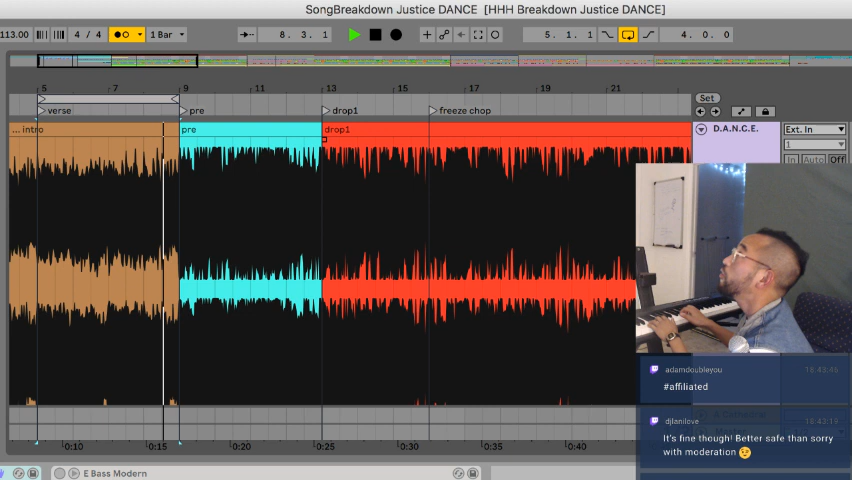 SongBreakdown Justice DANCE  [HHH Breakdown Justice DANCE]
113.00 4 / 4 1 Bar 8. 3. 1 5. 1. 1 4. 0. 0
5 7 9 11 13 15 17 19 21
Set
verse pre drop1 freeze chop
... intro pre drop1 D.A.N.C.E. Ext. In
1
In Auto Off
adamdoubleyou 18:43:46
#affiliated
djlanilove
It's fine though! Better safe than sorry
with moderation 😉
0:10 0:15 0:20 0:25 0:30 0:35 0:40
E Bass Modern